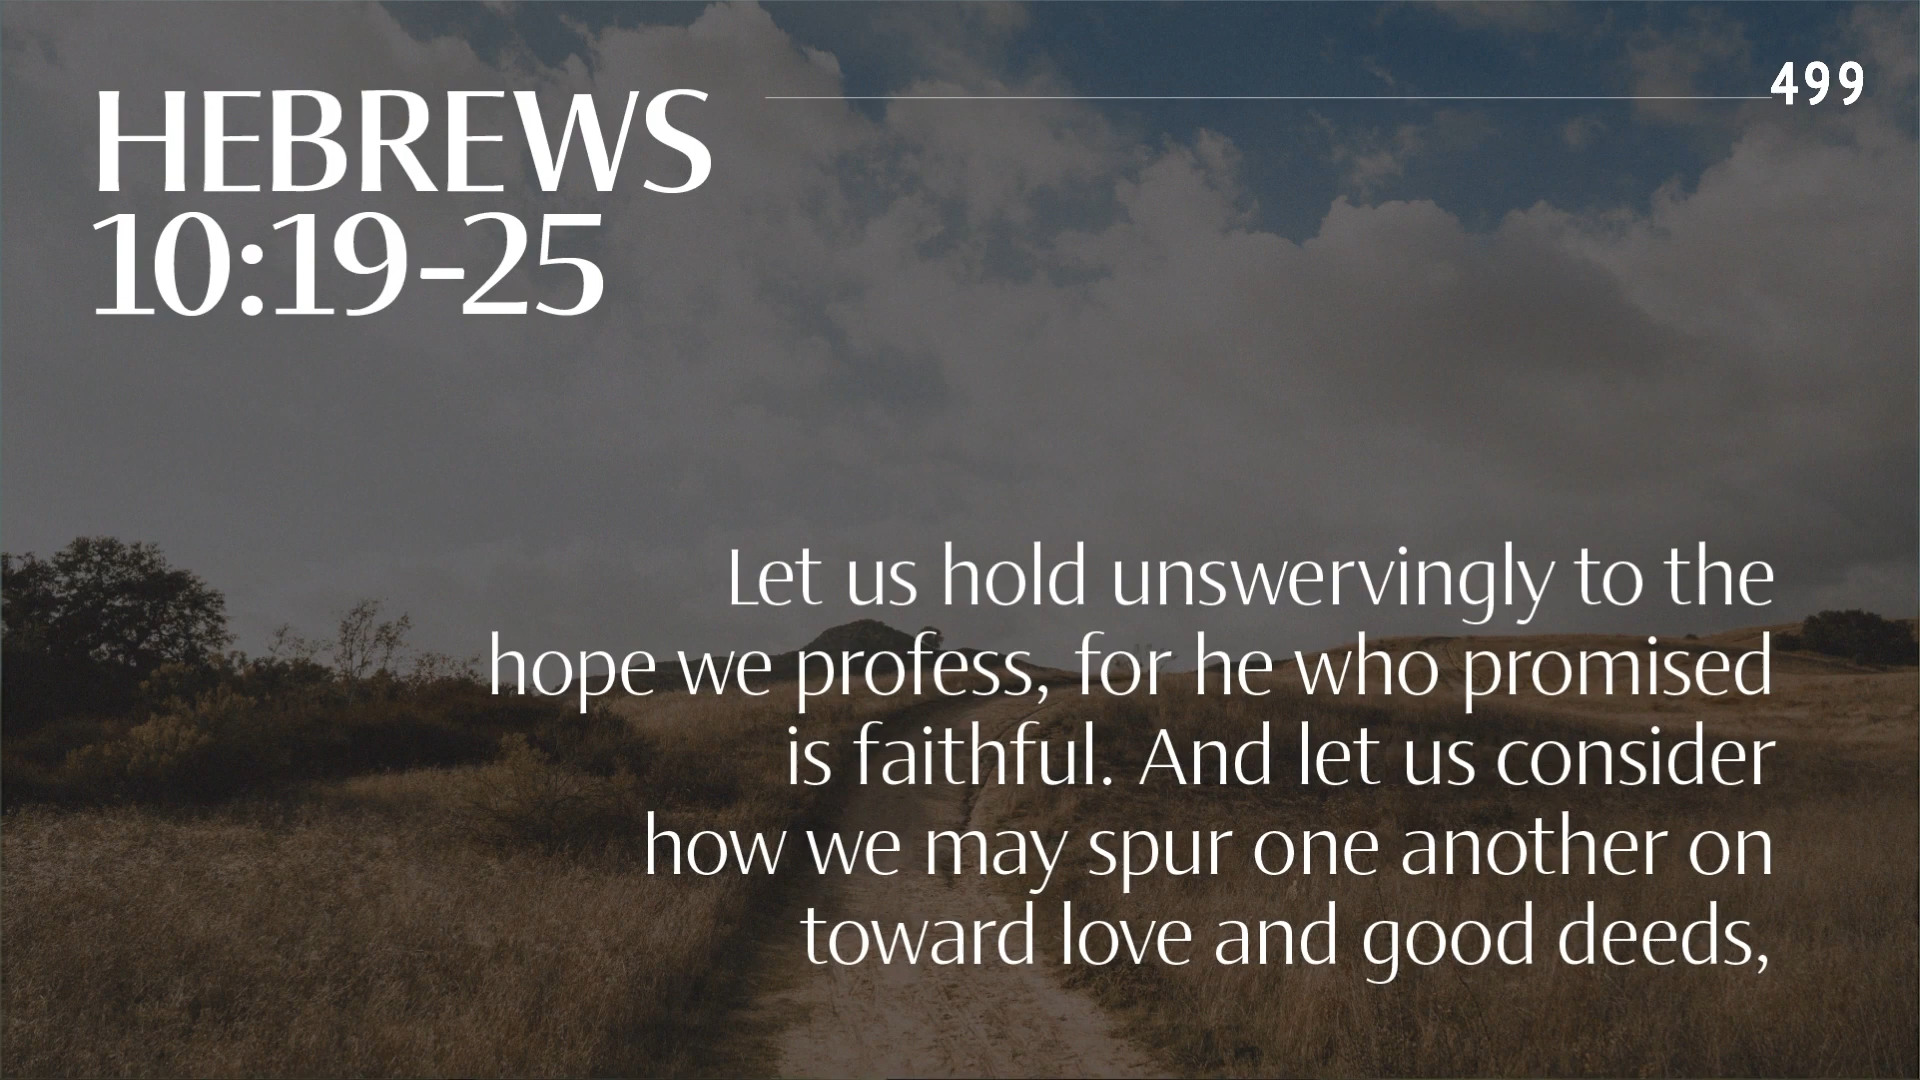 HEBREWS
10:19-25
499
Let us hold unswervingly to the
hope we profess, for he who promised
is faithful. And let us consider
how we may spur one another on
toward love and good deeds,